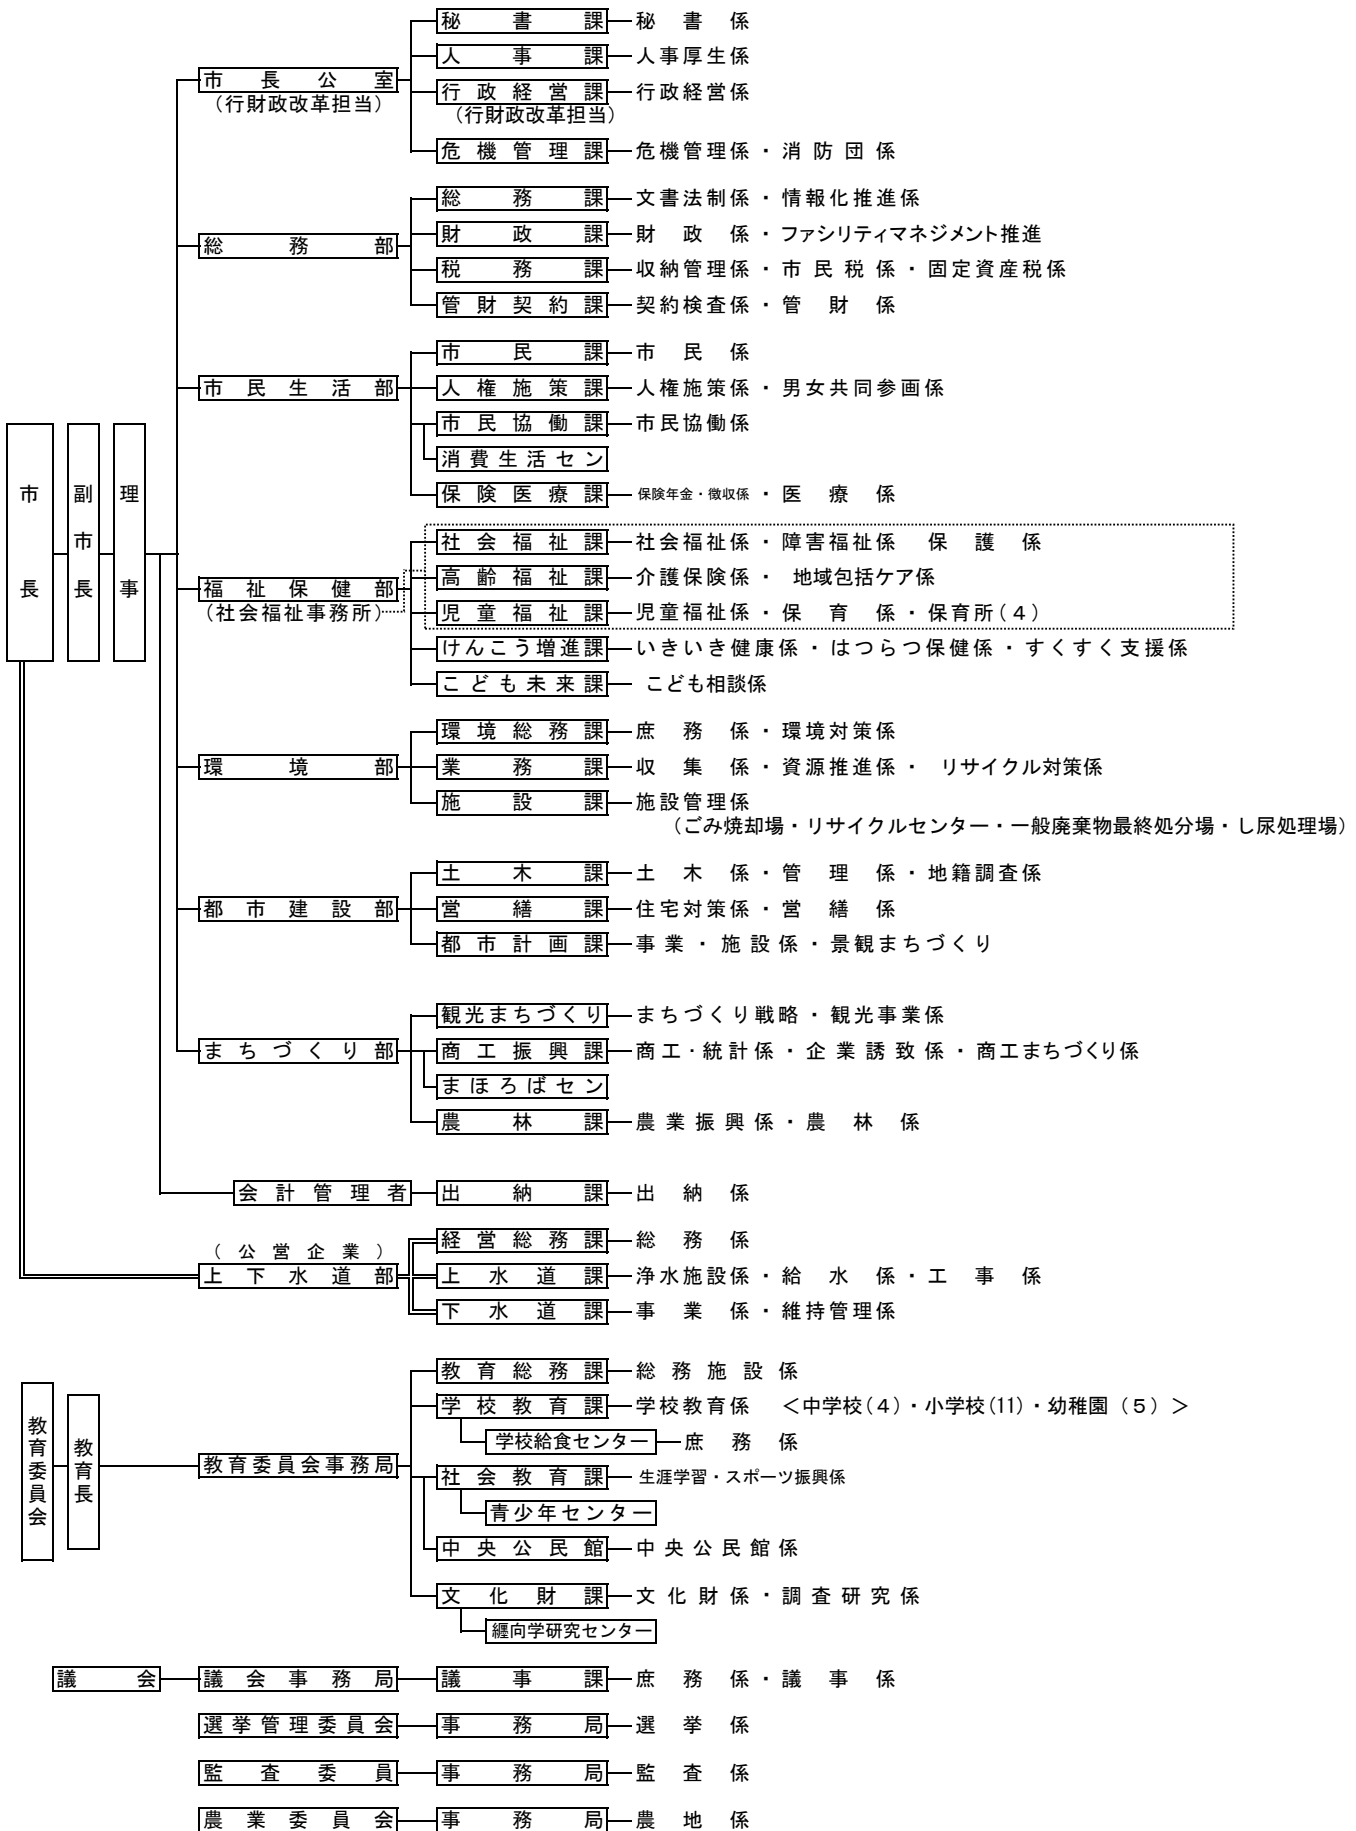 秘書課 秘書係
人事課 人事厚生係
市長公室 行政経営課 行政経営係
（行財政改革担当） （行財政改革担当）
危機管理課 危機管理係・消防団係
総務課 文書法制係・情報化推進係
財政課 財政係・ファシリティマネジメント推進
総務部
税務課 収納管理係・市民税係・固定資産税係
管財契約課 契約検査係・管財係
市民課 市民係
市民生活部 人権施策課 人権施策係・男女共同参画係
市民協働課 市民協働係
消費生活セン
保険医療課 保険年金・徴収係・医療係
市長 副市長 理事
社会福祉課 社会福祉係・障害福祉係 保護係
高齢福祉課 介護保険係・ 地域包括ケア係
福祉保健部
（社会福祉事務所） 児童福祉課 児童福祉係・保育係・保育所（４）
けんこう増進課 いきいき健康係・はつらつ保健係・すくすく支援係
こども未来課 こども相談係
環境総務課 庶務係・環境対策係
環境部 業務課 収集係・資源推進係・ リサイクル対策係
施設課 施設管理係
（ごみ焼却場・リサイクルセンター・一般廃棄物最終処分場・し尿処理場）
土木課 土木係・管理係・地籍調査係
都市建設部 営繕課 住宅対策係・営繕係
都市計画課 事業・施設係・景観まちづくり
観光まちづくり まちづくり戦略・観光事業係
まちづくり部 商工振興課 商工・統計係・企業誘致係・商工まちづくり係
まほろばセン
農林課 農業振興係・農林係
会計管理者 出納課 出納係
経営総務課 総務係
（公営企業）
上下水道部 上水道課 浄水施設係・給水係・工事係
下水道課 事業係・維持管理係
教育総務課 総務施設係
学校教育課 学校教育係 ＜中学校（４）・小学校（11）・幼稚園（５）＞
学校給食センター 庶務係
教育委員会 教育長 教育委員会事務局 社会教育課 生涯学習・スポーツ振興係
青少年センター
中央公民館 中央公民館係
文化財課 文化財係・調査研究係
纒向学研究センター
議会 議会事務局 議事課 庶務係・議事係
選挙管理委員会 事務局 選挙係
監査委員 事務局 監査係
農業委員会 事務局 農地係